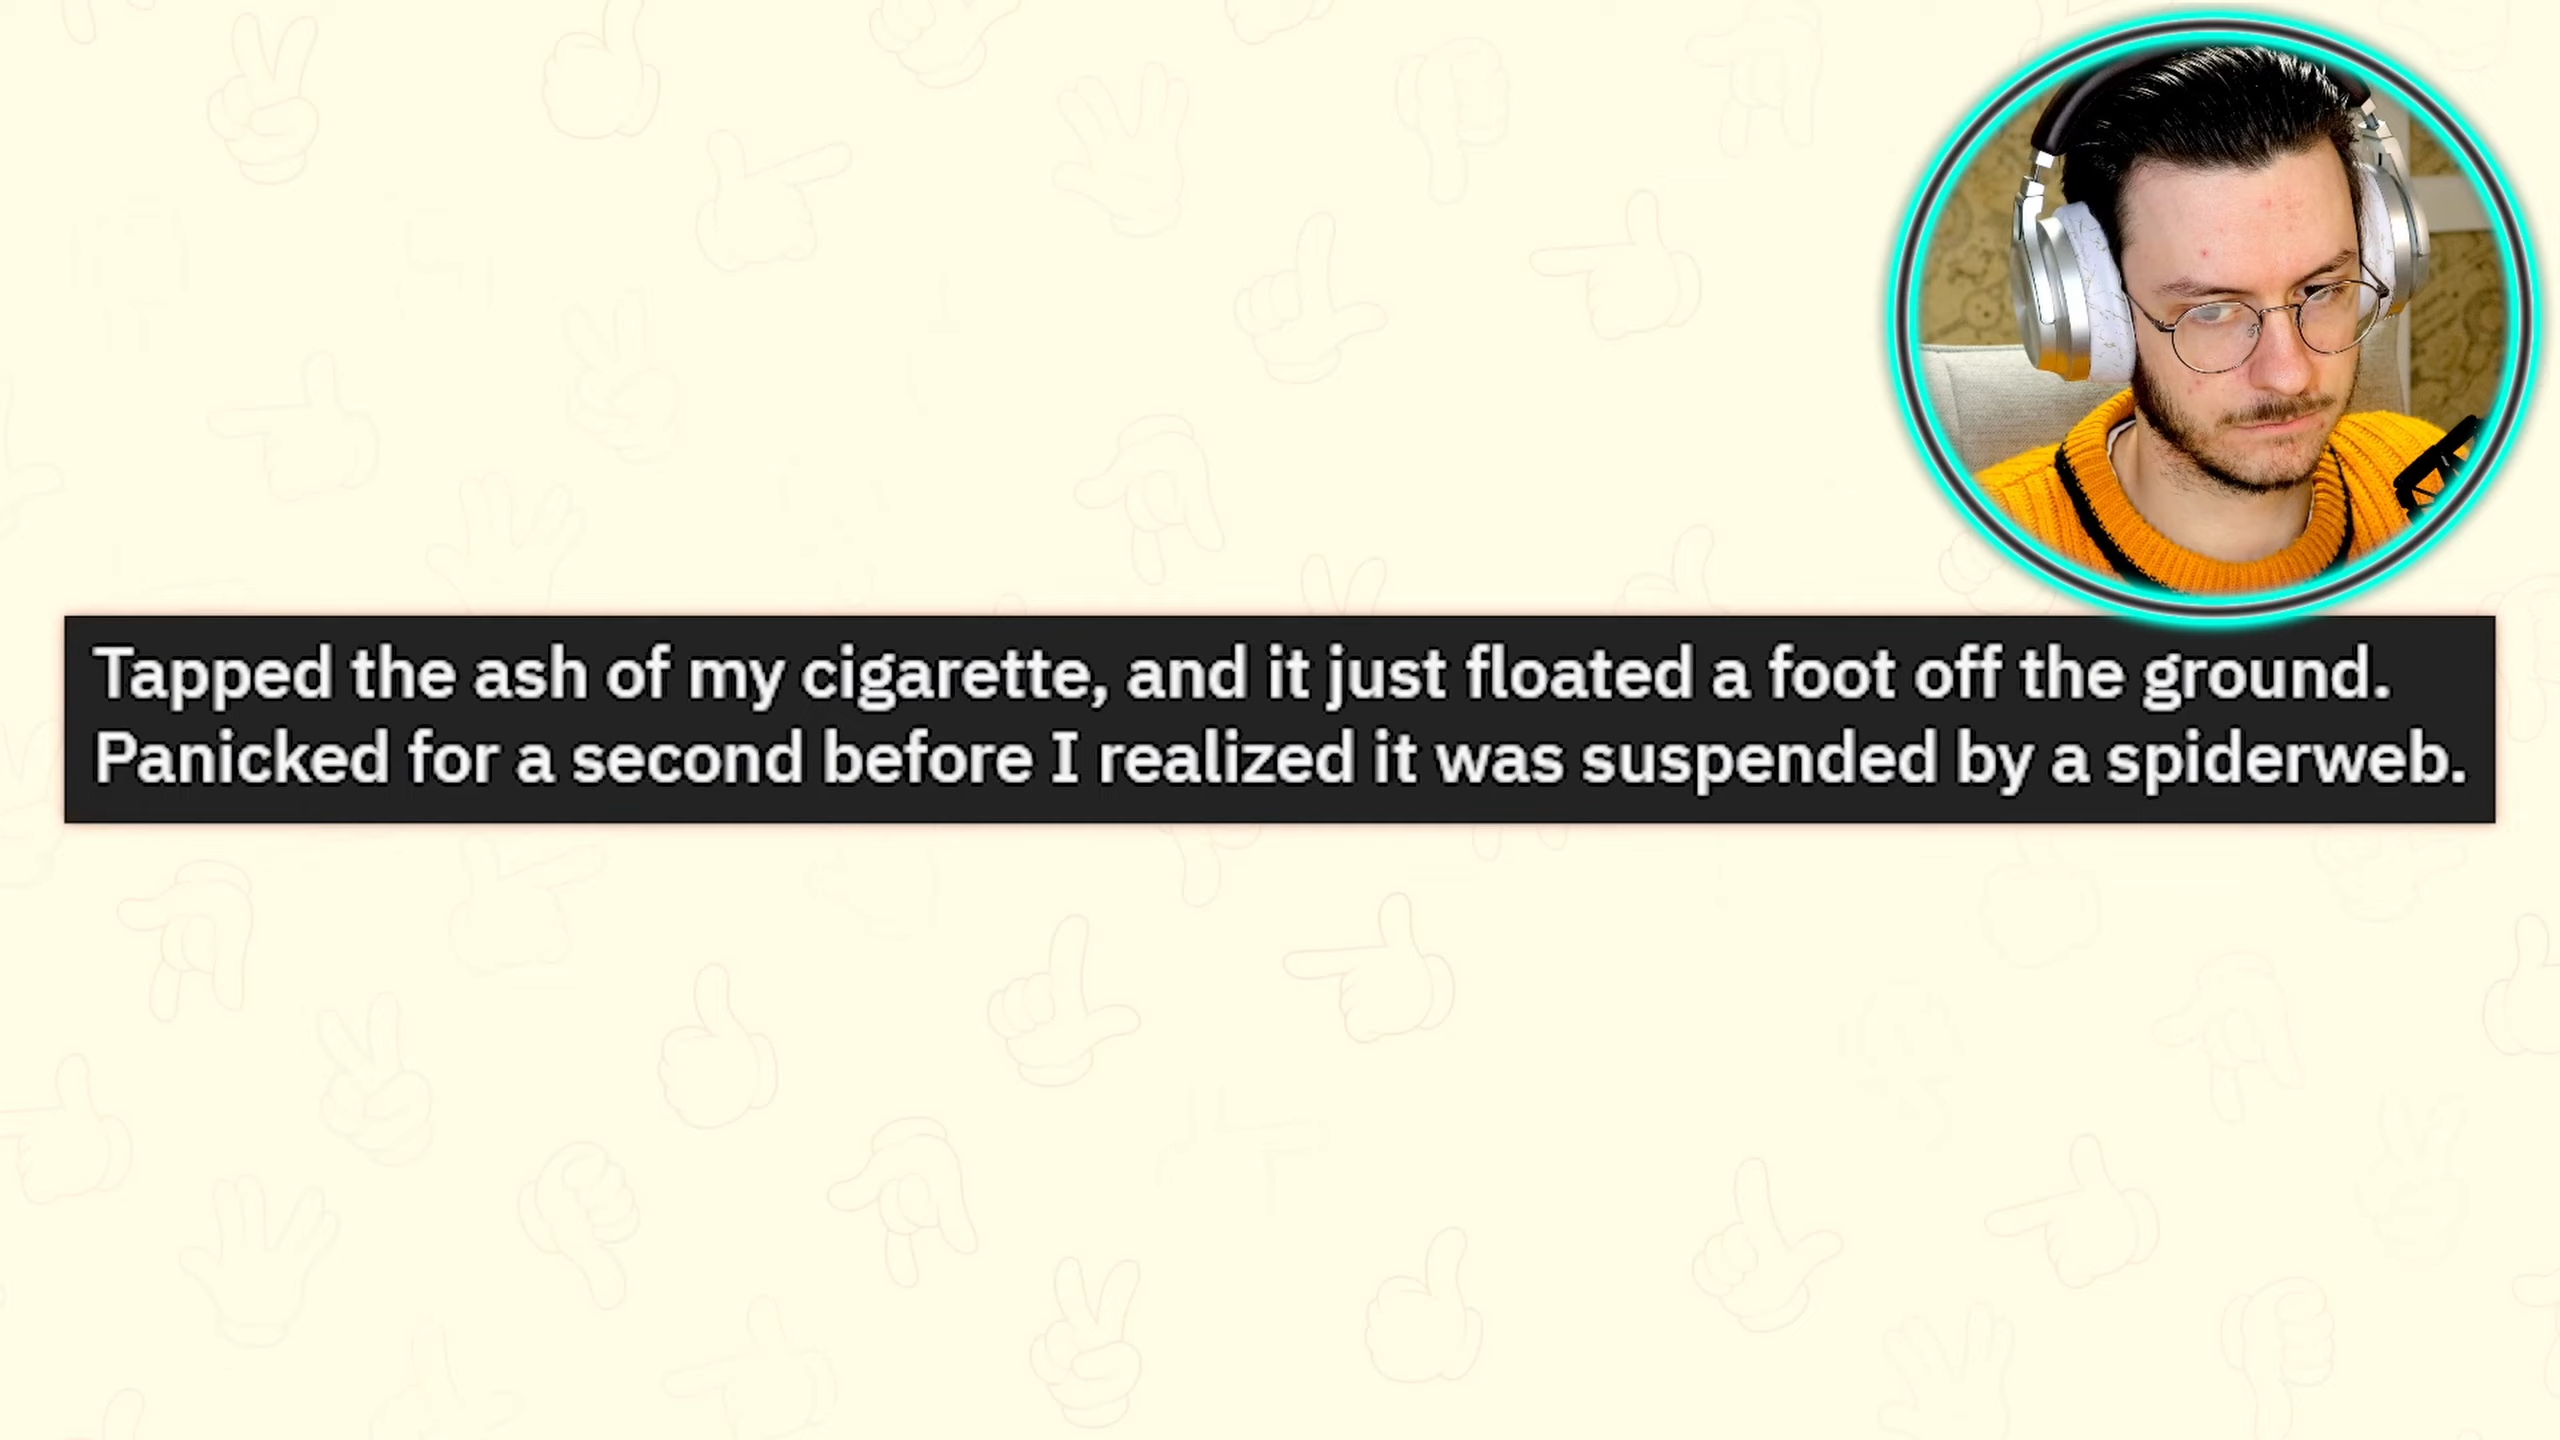 Tapped the ash of my cigarette, and it just floated a foot off the ground.
Panicked for a second before I realized it was suspended by a spiderweb.